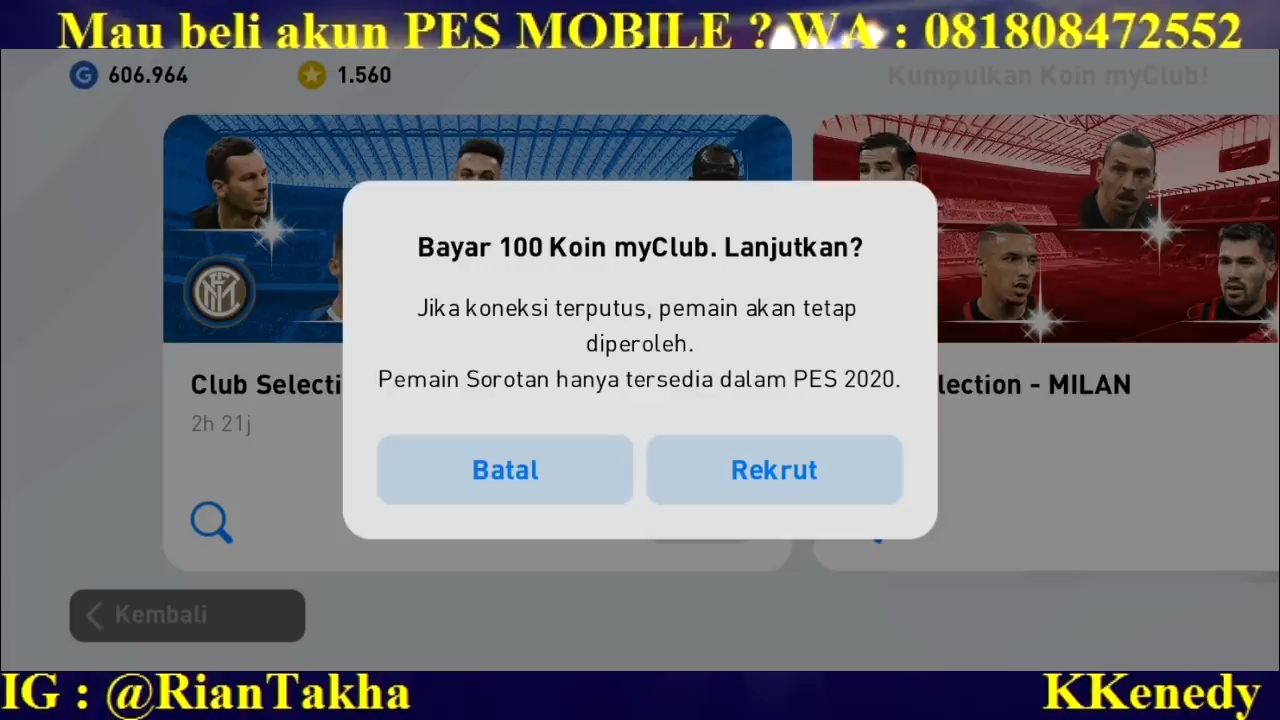 Mau beli akun PES MOBILE ? WA : 081808472552
606.964
1.560
Kumpulkan Koin myClub!
Bayar 100 Koin myClub. Lanjutkan?
Jika koneksi terputus, pemain akan tetap
diperoleh.
Pemain Sorotan hanya tersedia dalam PES 2020.
Batal
Rekrut
Club Selecti
2h 21j
lection - MILAN
Kembali
IG : @RianTakha
KKenedy